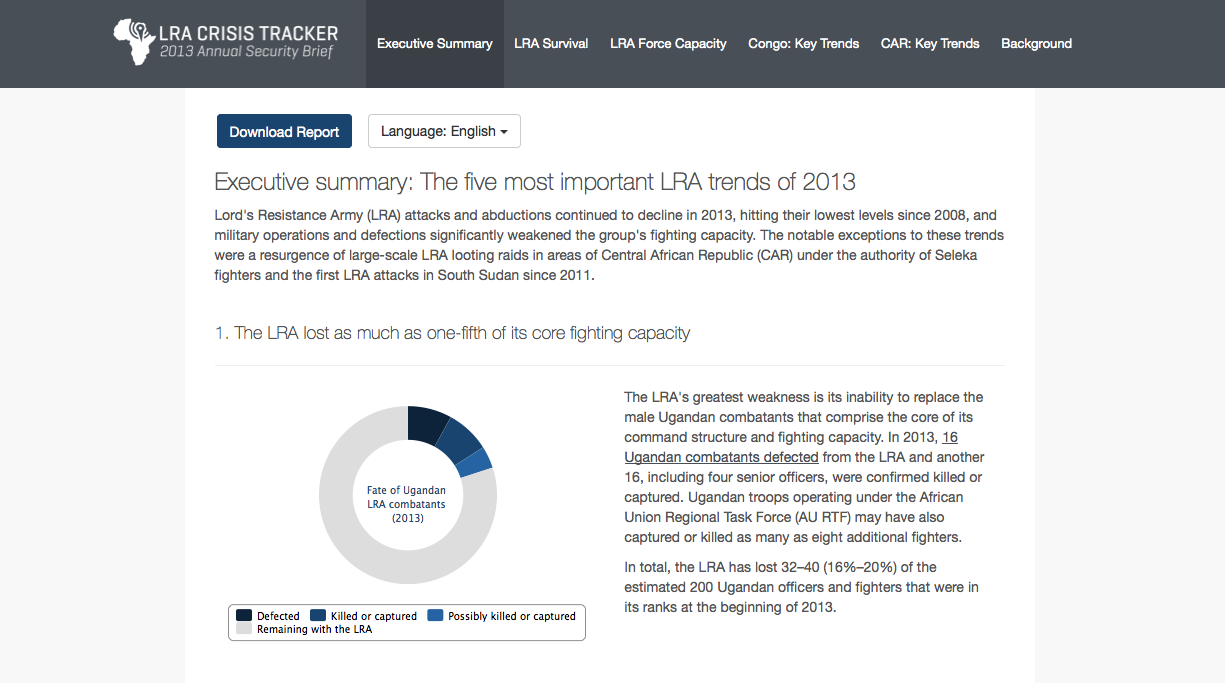 LRA CRISIS TRACKER
2013 Annual Security Brief
Executive Summary
LRA Survival
LRA Force Capacity
Congo: Key Trends
CAR: Key Trends
Background
Download Report
Language: English
Executive summary: The five most important LRA trends of 2013
Lord's Resistance Army (LRA) attacks and abductions continued to decline in 2013, hitting their lowest levels since 2008, and
military operations and defections significantly weakened the group's fighting capacity. The notable exceptions to these trends
were a resurgence of large-scale LRA looting raids in areas of Central African Republic (CAR) under the authority of Seleka
fighters and the first LRA attacks in South Sudan since 2011.
1. The LRA lost as much as one-fifth of its core fighting capacity
Fate of Ugandan
LRA combatants
(2013)
Defected
Killed or captured
Possibly killed or captured
Remaining with the LRA
The LRA's greatest weakness is its inability to replace the
male Ugandan combatants that comprise the core of its
command structure and fighting capacity. In 2013, 16
Ugandan combatants defected from the LRA and another
16, including four senior officers, were confirmed killed or
captured. Ugandan troops operating under the African
Union Regional Task Force (AU RTF) may have also
captured or killed as many as eight additional fighters.
In total, the LRA has lost 32–40 (16%–20%) of the
estimated 200 Ugandan officers and fighters that were in
its ranks at the beginning of 2013.